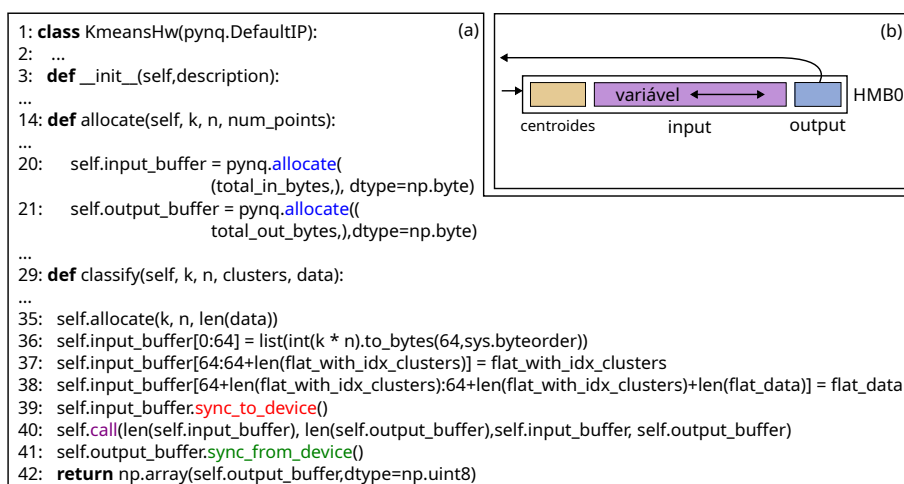 1: class KmeansHw(pynq.DefaultIP):
(a)
2: ...
3: def __init__(self,description):
...
14: def allocate(self, k, n, num_points):
...
20: self.input_buffer = pynq.allocate(
(total_in_bytes,), dtype=np.byte)
21: self.output_buffer = pynq.allocate((
total_out_bytes,),dtype=np.byte)
...
29: def classify(self, k, n, clusters, data):
...
35: self.allocate(k, n, len(data))
36: self.input_buffer[0:64] = list(int(k * n).to_bytes(64,sys.byteorder))
37: self.input_buffer[64:64+len(flat_with_idx_clusters)] = flat_with_idx_clusters
38: self.input_buffer[64+len(flat_with_idx_clusters):64+len(flat_with_idx_clusters)+len(flat_data)] = flat_data
39: self.input_buffer.sync_to_device()
40: self.call(len(self.input_buffer), len(self.output_buffer),self.input_buffer, self.output_buffer)
41: self.output_buffer.sync_from_device()
42: return np.array(self.output_buffer,dtype=np.uint8)
(b)
variável
HMB0
centroides
input
output